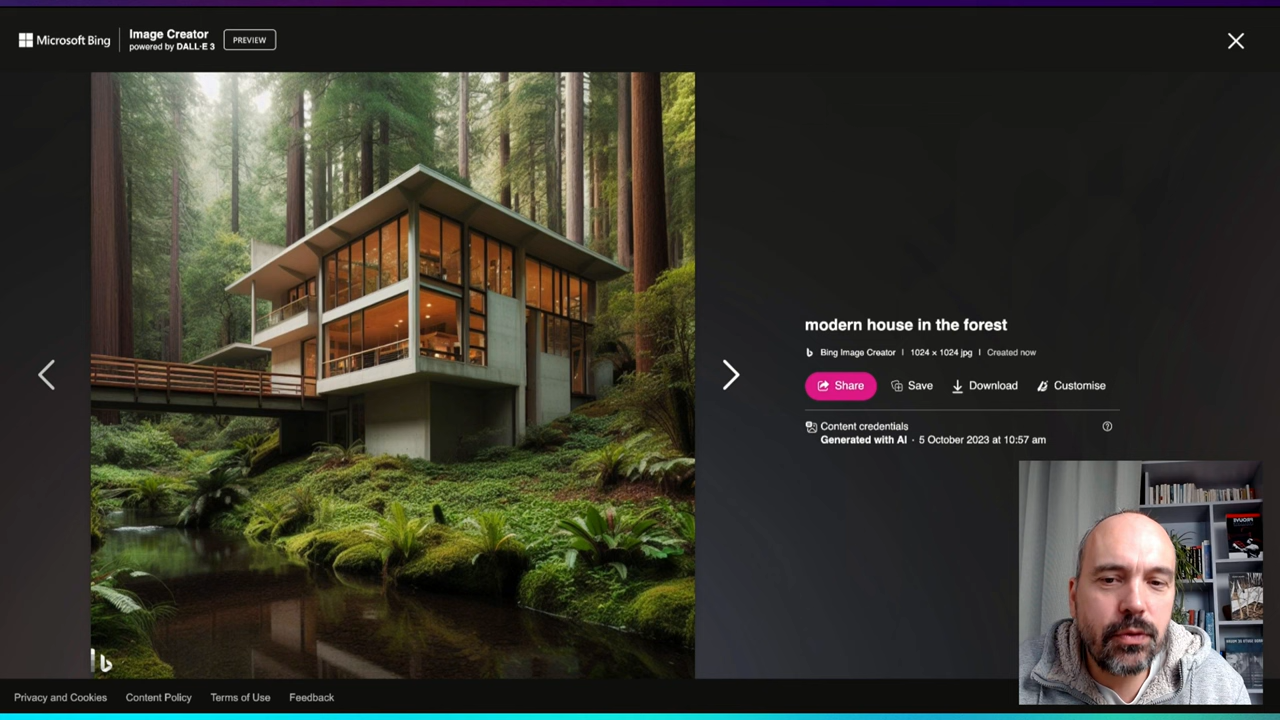 Microsoft Bing
Image Creator
powered by DALL·E 3
PREVIEW
modern house in the forest
Bing Image Creator | 1024 × 1024 jpg | Created now
Share
Save
Download
Customise
Content credentials
Generated with AI · 5 October 2023 at 10:57 am
Privacy and Cookies
Content Policy
Terms of Use
Feedback